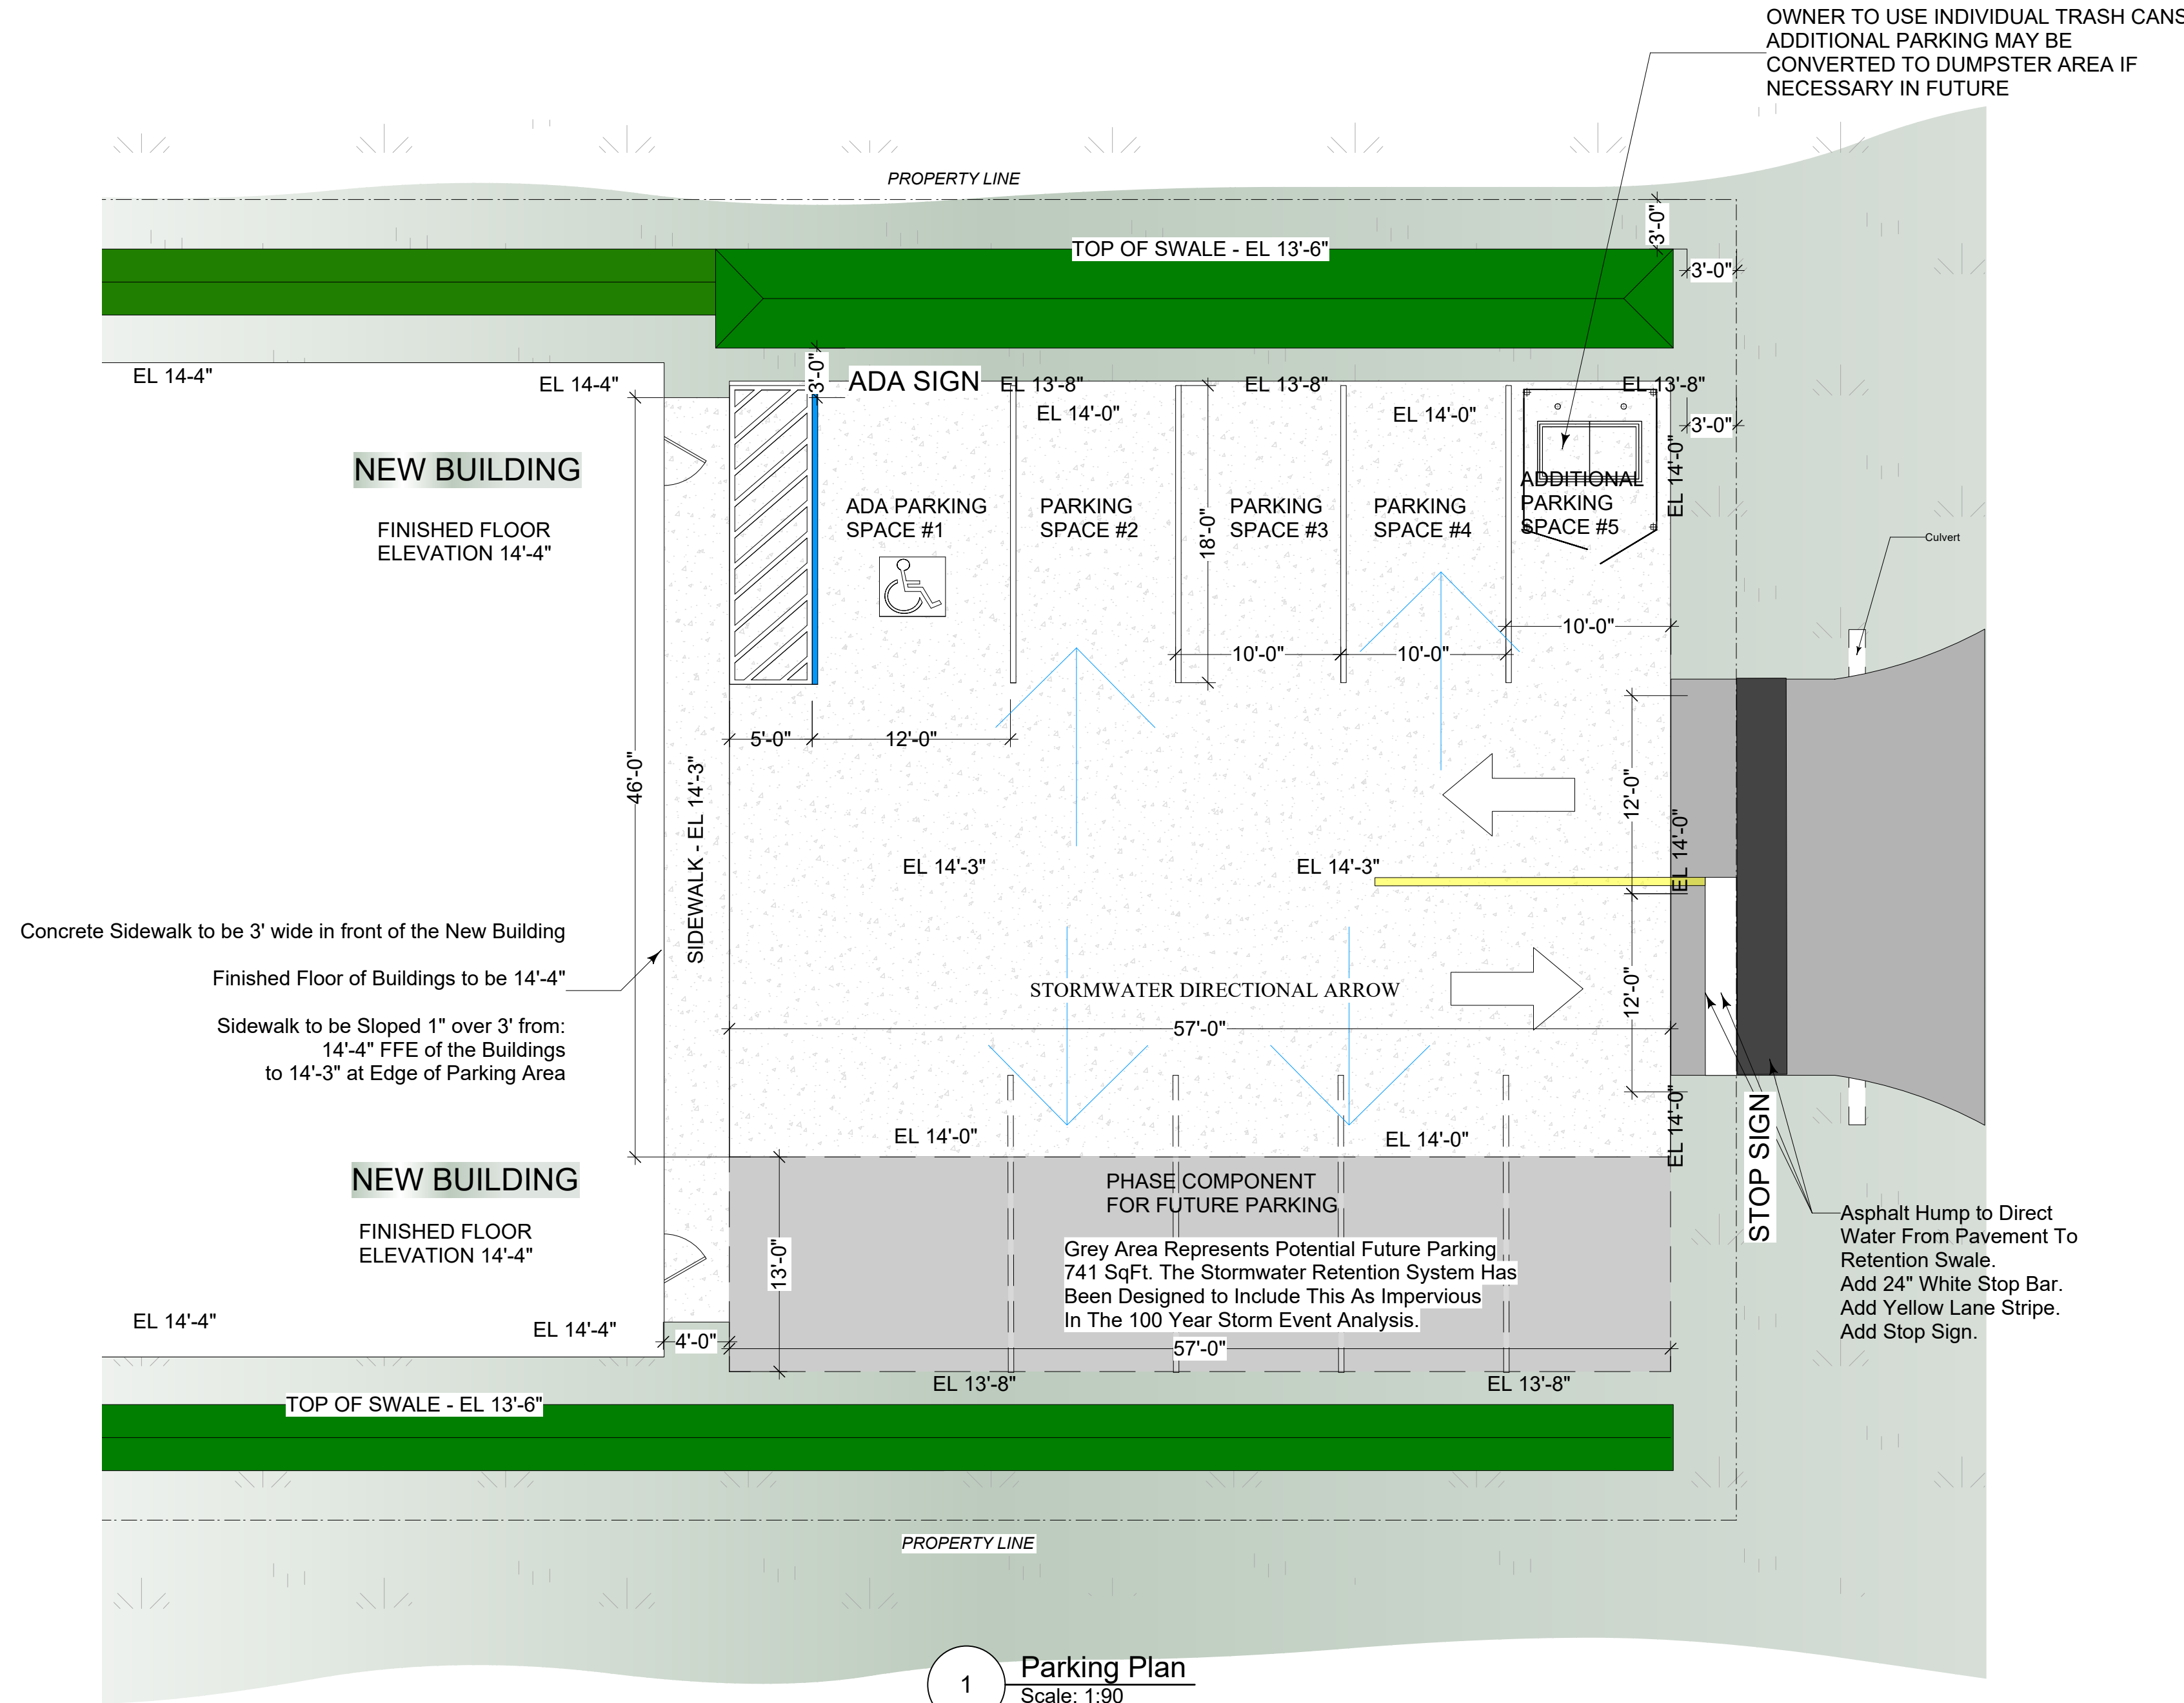 OWNER TO USE INDIVIDUAL TRASH CANS
ADDITIONAL PARKING MAY BE
CONVERTED TO DUMPSTER AREA IF
NECESSARY IN FUTURE
PROPERTY LINE
3'-0"
TOP OF SWALE - EL 13'-6"
3'-0"
EL 14-4"
EL 14-4"
3'-0"
ADA SIGN
EL 13'-8"
EL 13'-8"
EL 13'-8"
EL 14'-0"
EL 14'-0"
3'-0"
EL 14'-0"
NEW BUILDING
FINISHED FLOOR
ELEVATION 14'-4"
ADA PARKING
SPACE #1
PARKING
SPACE #2
18'-0"
PARKING
SPACE #3
PARKING
SPACE #4
ADDITIONAL
PARKING
SPACE #5
Culvert
10'-0"
10'-0"
10'-0"
5'-0"
12'-0"
46'-0"
SIDEWALK - EL 14'-3"
12'-0"
EL 14'-0"
EL 14'-3"
EL 14'-3"
Concrete Sidewalk to be 3' wide in front of the New Building
Finished Floor of Buildings to be 14'-4"
Sidewalk to be Sloped 1" over 3' from:
14'-4" FFE of the Buildings
to 14'-3" at Edge of Parking Area
STORMWATER DIRECTIONAL ARROW
12'-0"
57'-0"
EL 14'-0"
EL 14'-0"
EL 14'-0"
STOP SIGN
NEW BUILDING
FINISHED FLOOR
ELEVATION 14'-4"
PHASE COMPONENT
FOR FUTURE PARKING
13'-0"
Grey Area Represents Potential Future Parking
741 SqFt. The Stormwater Retention System Has
Been Designed to Include This As Impervious
In The 100 Year Storm Event Analysis.
Asphalt Hump to Direct
Water From Pavement To
Retention Swale.
Add 24" White Stop Bar.
Add Yellow Lane Stripe.
Add Stop Sign.
EL 14'-4"
EL 14'-4"
4'-0"
57'-0"
EL 13'-8"
EL 13'-8"
TOP OF SWALE - EL 13'-6"
PROPERTY LINE
1
Parking Plan
Scale: 1:90